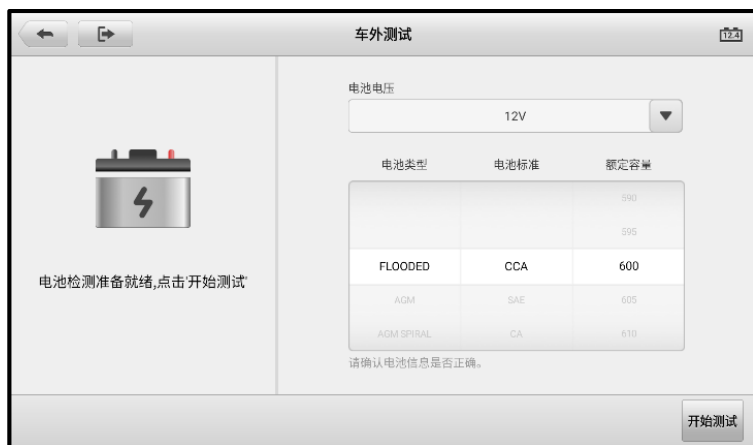 车外测试
12.4
电池电压
12V
电池类型 电池标准 额定容量
590
595
FLOODED CCA 600
AGM SAE 605
AGM SPIRAL CA 610
电池检测准备就绪,点击'开始测试'
请确认电池信息是否正确。
开始测试